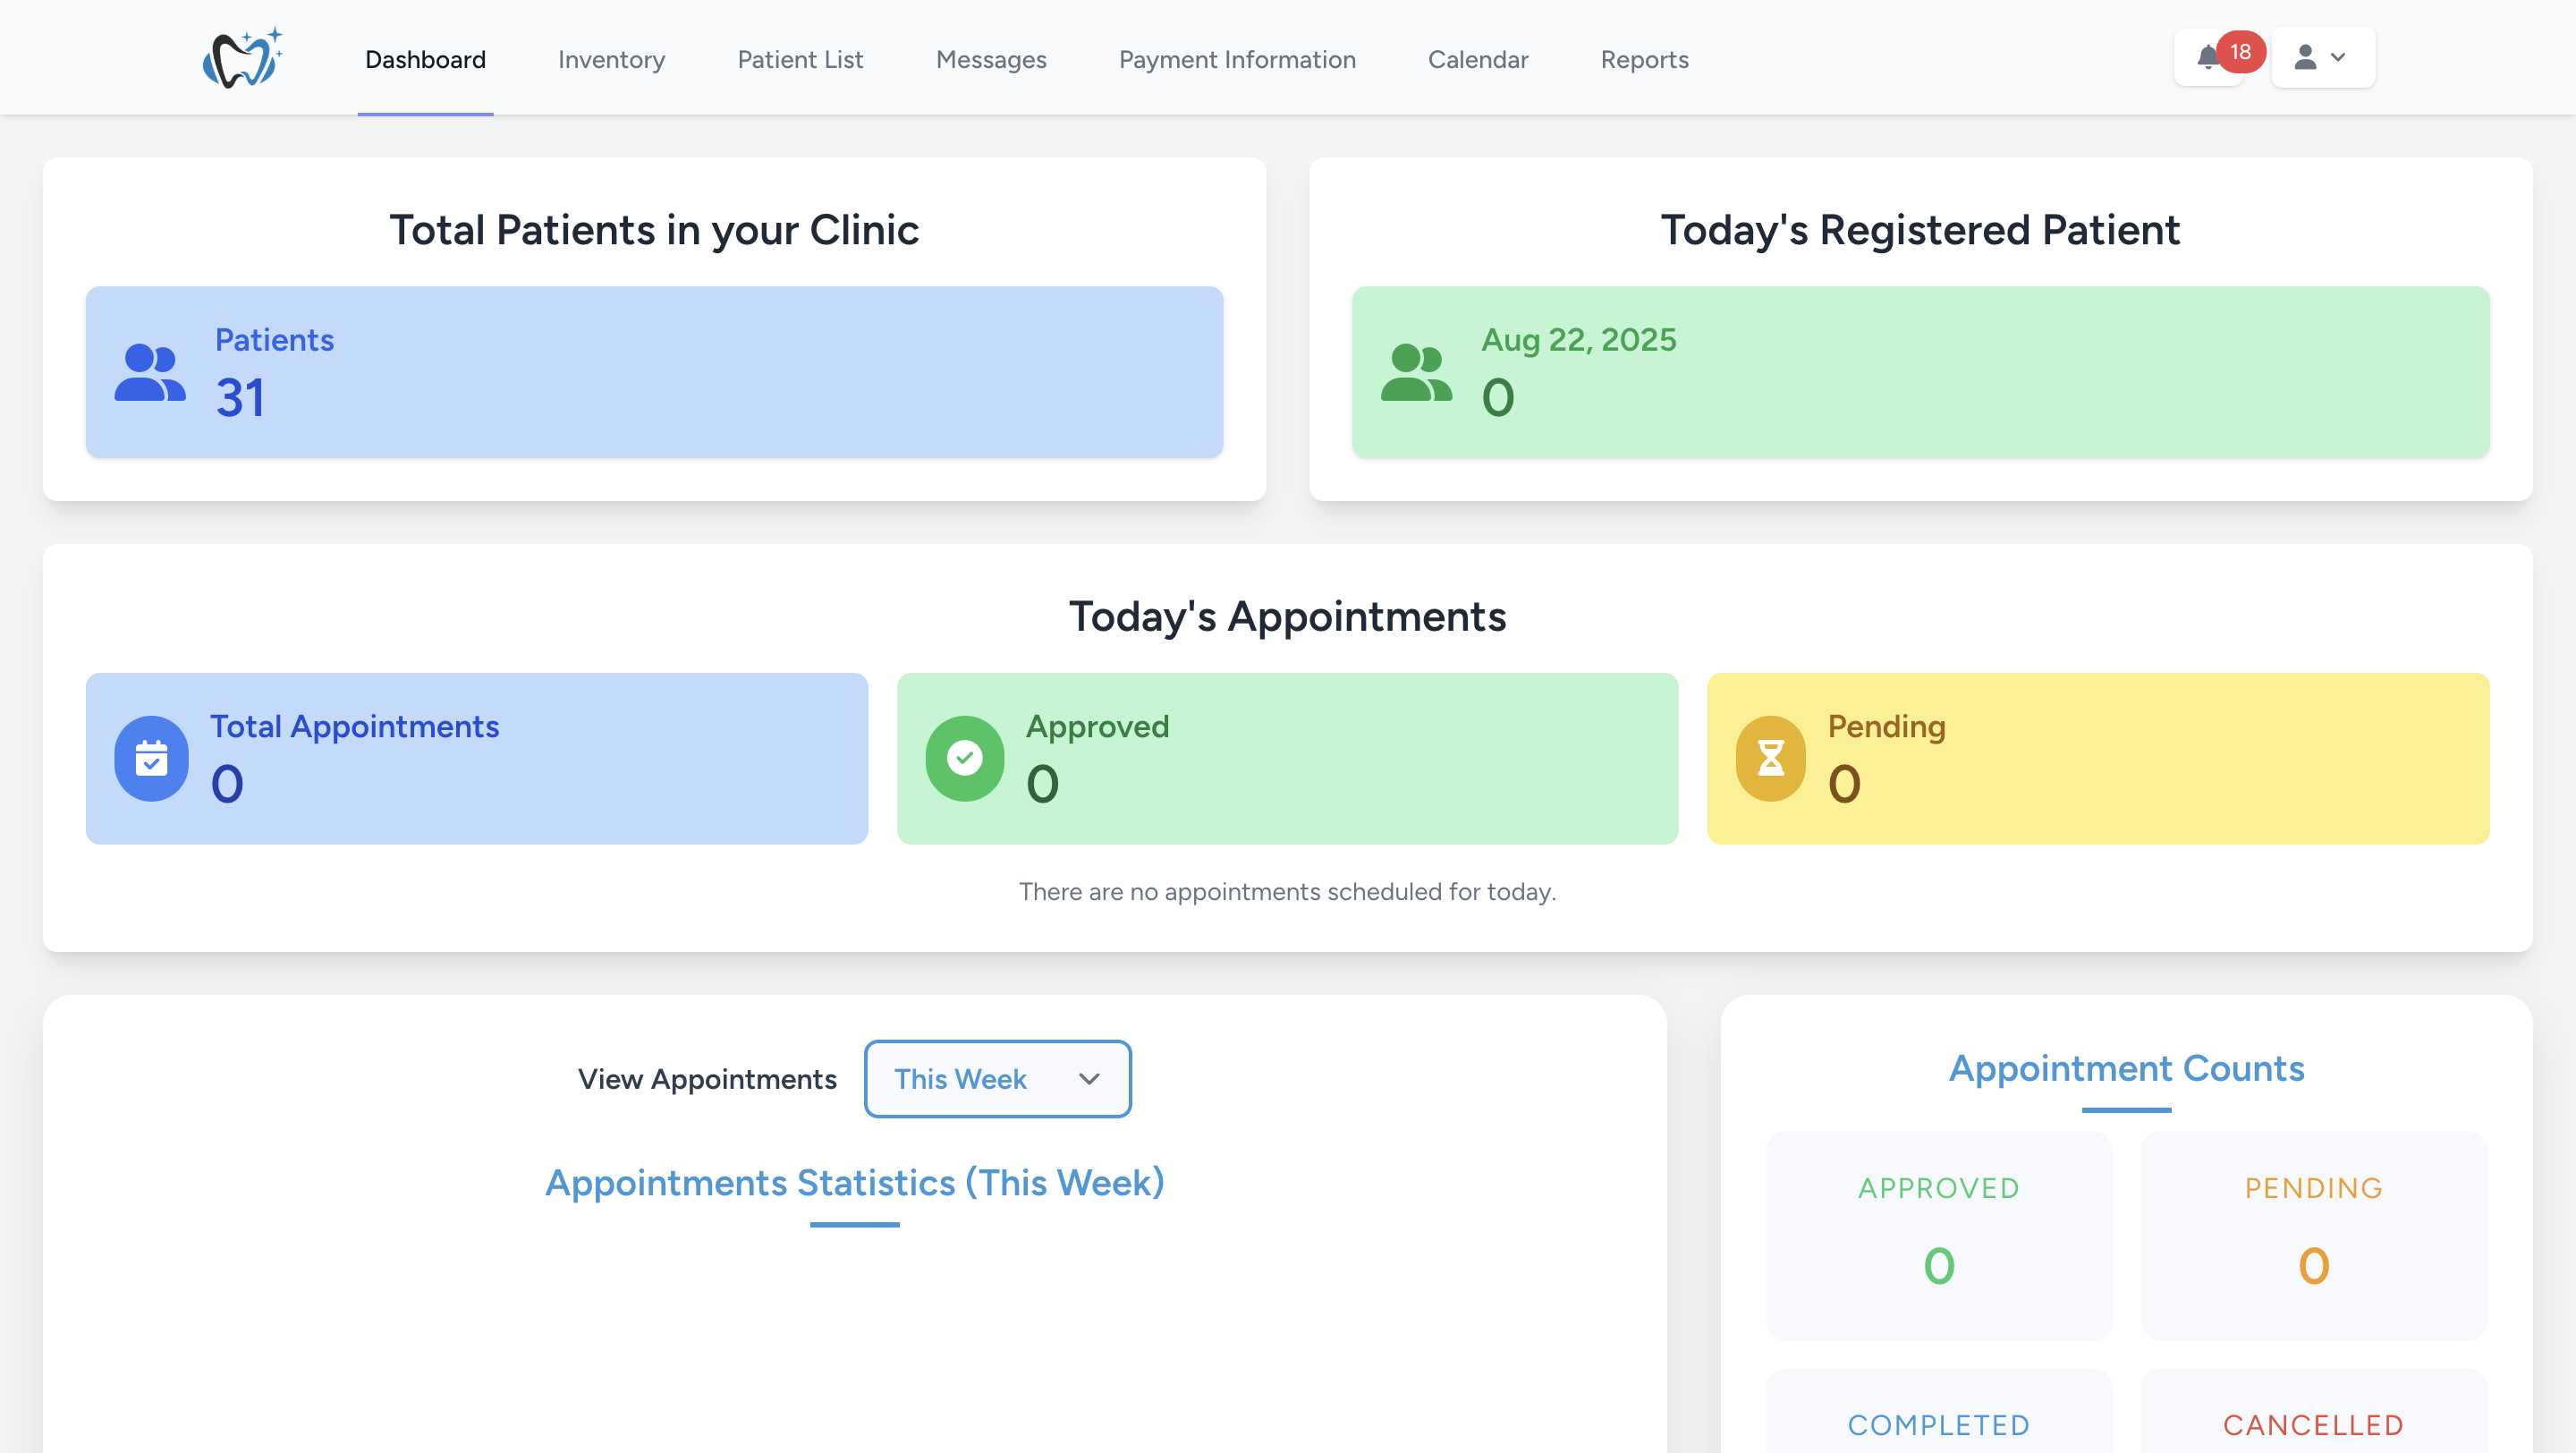 Dashboard
Inventory
Patient List
Messages
Payment Information
Calendar
Reports
18
Total Patients in your Clinic
Patients
31
Today's Registered Patient
Aug 22, 2025
0
Today's Appointments
Total Appointments
0
Approved
0
Pending
0
There are no appointments scheduled for today.
View Appointments
This Week
Appointments Statistics (This Week)
Appointment Counts
APPROVED
0
PENDING
0
COMPLETED
CANCELLED